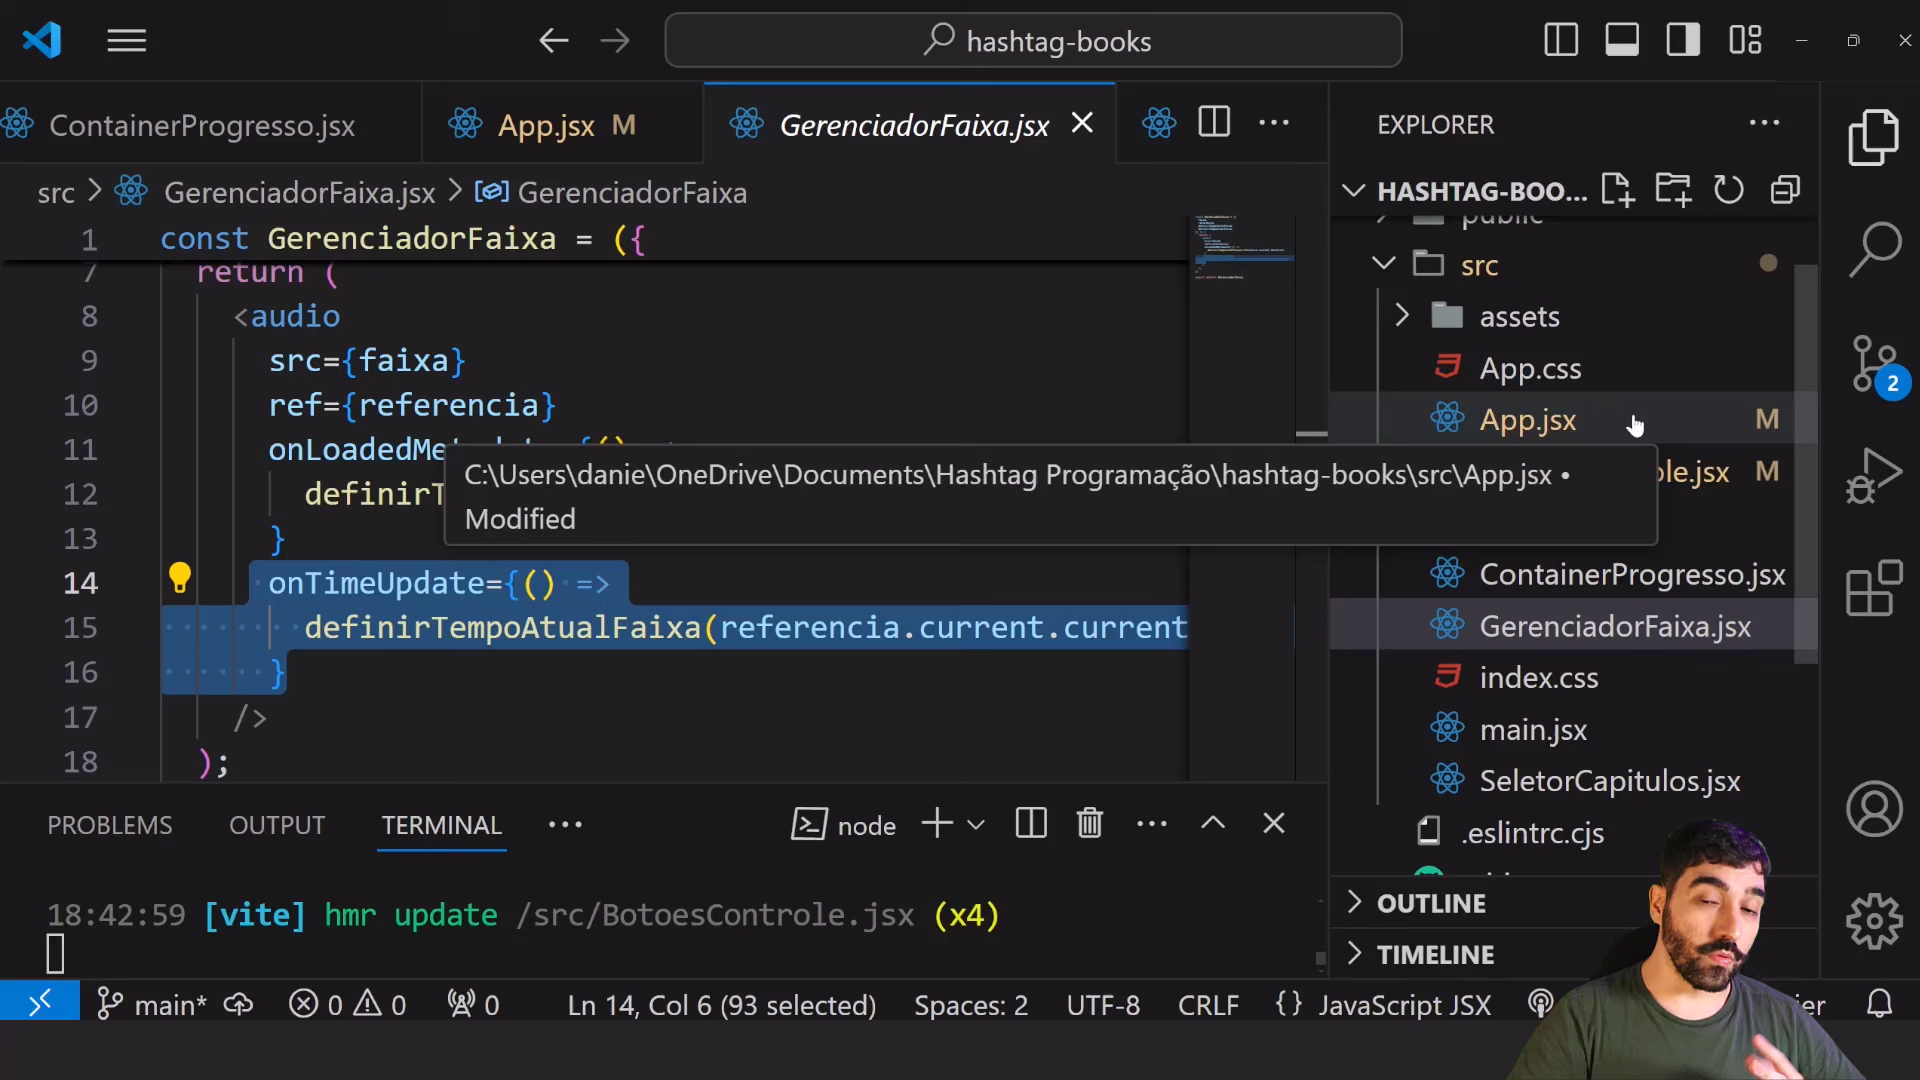 hashtag-books
ContainerProgresso.jsx
App.jsx M
GerenciadorFaixa.jsx
EXPLORER
src > GerenciadorFaixa.jsx > GerenciadorFaixa
HASHTAG-BOO...
1 const GerenciadorFaixa = ({
7 return (
8 <audio
9 src={faixa}
10 ref={referencia}
11
12
13 }
14 onTimeUpdate={() =>
15 definirTempoAtualFaixa(referencia.current.current
16 }
17 />
18 );
C:\Users\danie\OneDrive\Documents\Hashtag Programação\hashtag-books\src\App.jsx •
Modified
public
src
assets
App.css
App.jsx M
ole.jsx M
ContainerProgresso.jsx
GerenciadorFaixa.jsx
index.css
main.jsx
SeletorCapitulos.jsx
.eslintrc.cjs
OUTLINE
TIMELINE
2
PROBLEMS OUTPUT TERMINAL ...
node
18:42:59 [vite] hmr update /src/BotoesControle.jsx (x4)
main* 0 0 0 Ln 14, Col 6 (93 selected) Spaces: 2 UTF-8 CRLF {} JavaScript JSX